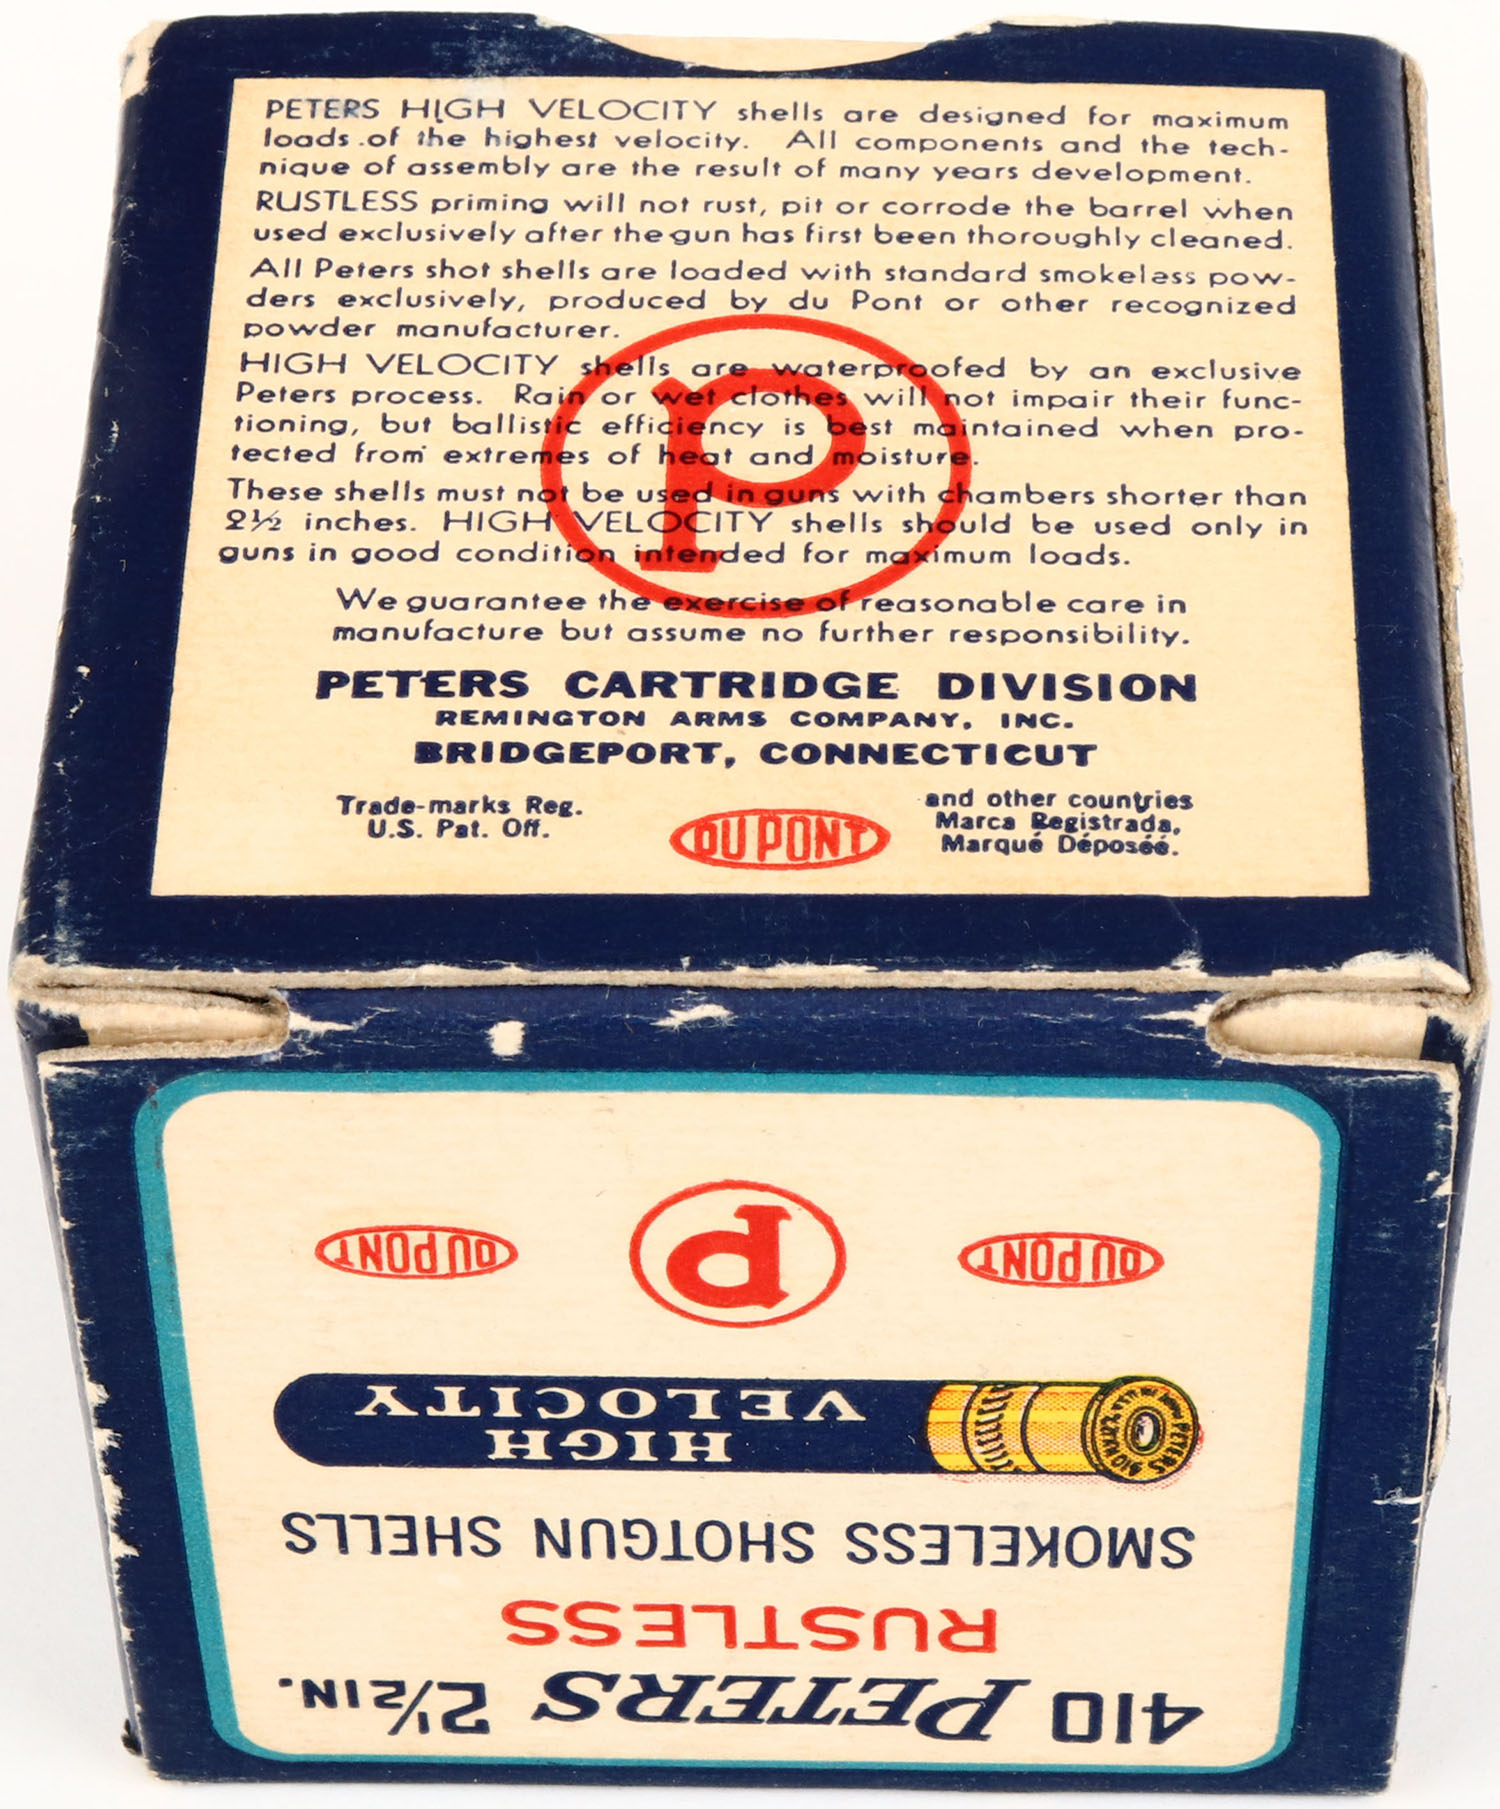 PETERS HIGH VELOCITY shells are designed for maximum
loads of the highest velocity. All components and the tech-
nique of assembly are the result of many years development.
RUSTLESS priming will not rust, pit or corrode the barrel when
used exclusively after the gun has first been thoroughly cleaned.
All Peters shot shells are loaded with standard smokeless pow-
ders exclusively, produced by du Pont or other recognized
powder manufacturer.
HIGH VELOCITY shells are waterproofed by an exclusive
Peters process. Rain or wet clothes will not impair their func-
tioning, but ballistic efficiency is best maintained when pro-
tected from extremes of heat and moisture.
These shells must not be used in guns with chambers shorter than
2½ inches. HIGH VELOCITY shells should be used only in
guns in good condition intended for maximum loads.
We guarantee the exercise of reasonable care in
manufacture but assume no further responsibility.
P
PETERS CARTRIDGE DIVISION
REMINGTON ARMS COMPANY, INC.
BRIDGEPORT, CONNECTICUT
Trade-marks Reg.
U.S. Pat. Off.
DU PONT
and other countries
Marca Registrada,
Marqué Déposéé.
410 PETERS 2½ IN.
RUSTLESS
SMOKELESS SHOTGUN SHELLS
HIGH
VELOCITY
PETERS
410
DU PONT
P
DU PONT